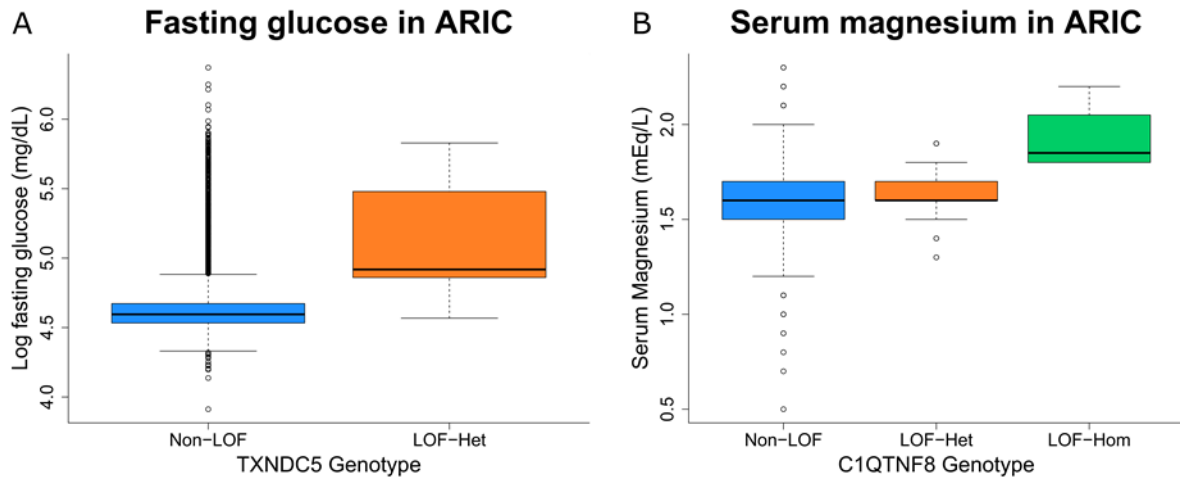 A
Fasting glucose in ARIC
Log fasting glucose (mg/dL)
6.0
5.5
5.0
4.5
4.0
Non−LOF
LOF−Het
TXNDC5 Genotype
B
Serum magnesium in ARIC
Serum Magnesium (mEq/L)
2.0
1.5
1.0
0.5
Non−LOF
LOF−Het
LOF−Hom
C1QTNF8 Genotype